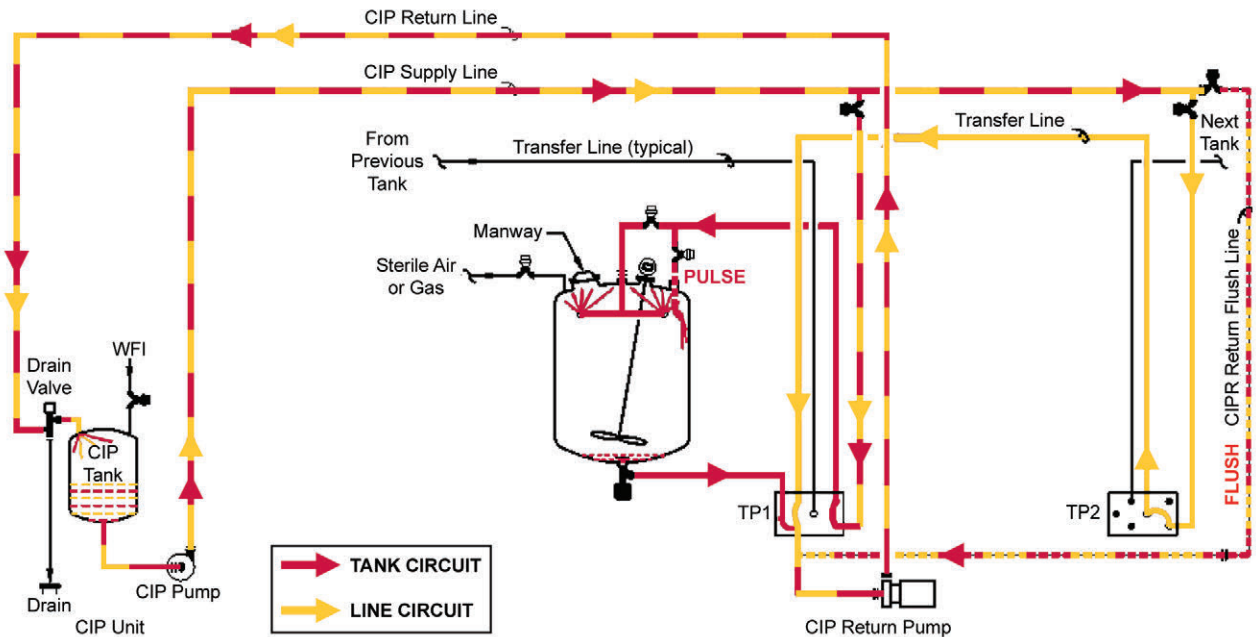 CIP Return Line
CIP Supply Line
From
Previous
Tank
Transfer Line (typical)
Transfer Line
Next
Tank
Manway
Sterile Air
or Gas
PULSE
WFI
Drain
Valve
CIP
Tank
CIP Pump
Drain
CIP Unit
TANK CIRCUIT
LINE CIRCUIT
TP1
TP2
CIP Return Pump
FLUSH CIPR Return Flush Line